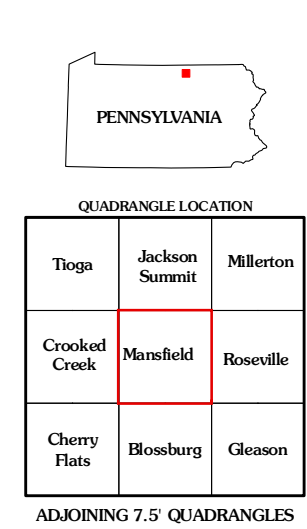 PENNSYLVANIA
QUADRANGLE LOCATION
Tioga
Jackson
Summit
Millerton
Crooked
Creek
Mansfield
Roseville
Cherry
Flats
Blossburg
Gleason
ADJOINING 7.5' QUADRANGLES